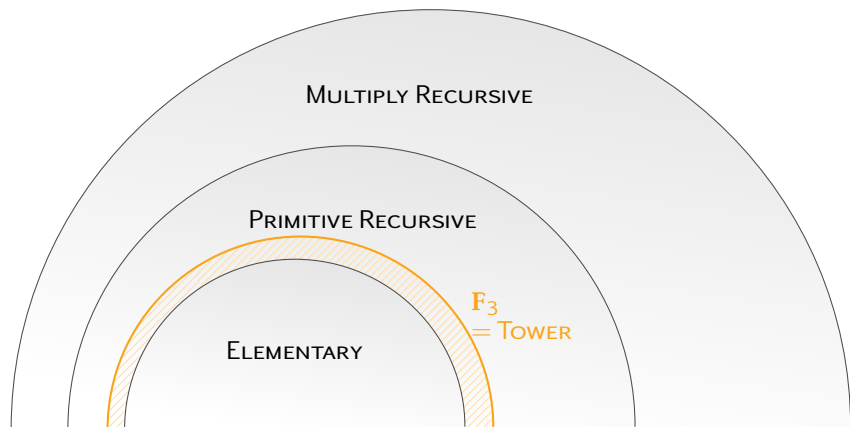 Multiply Recursive
Primitive Recursive
F₃
= Tower
Elementary